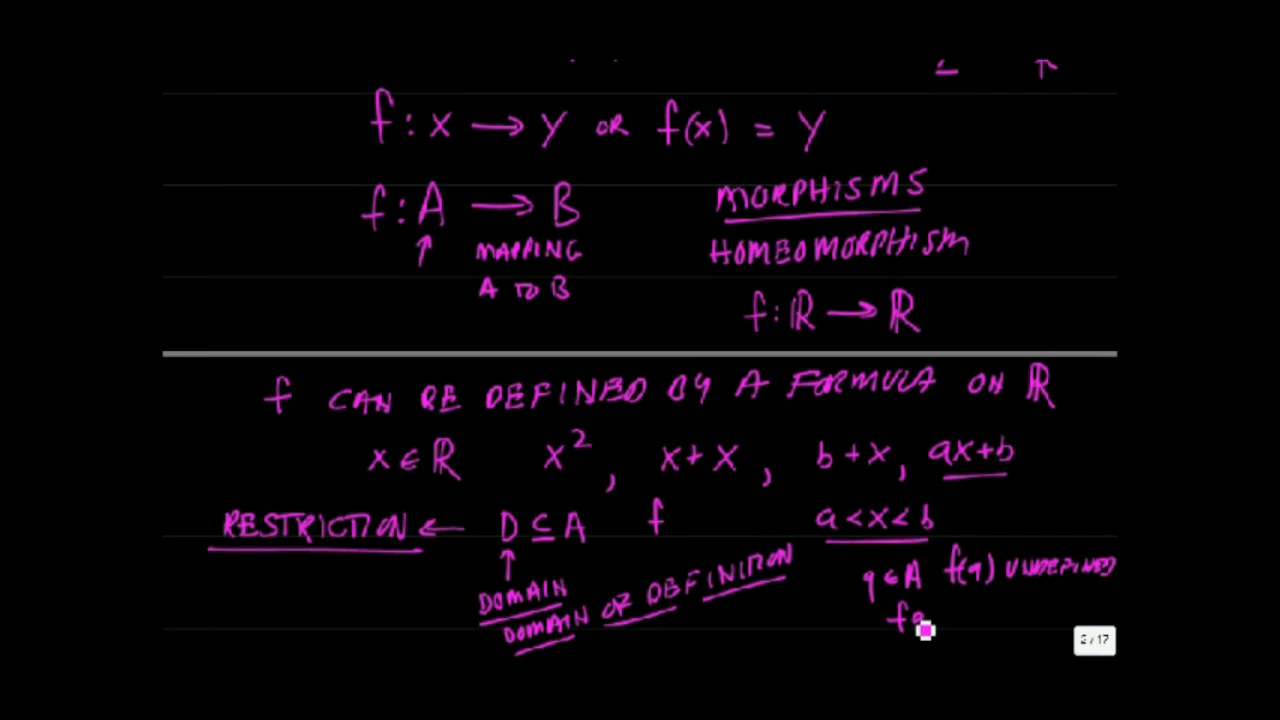 f : x → y OR f(x) = y
f : A → B
↑ MAPPING
A TO B
MORPHISMS
HOMEOMORPHISM
f : ℝ → ℝ
f CAN BE DEFINED BY A FORMULA ON ℝ
x ∈ ℝ x², x + x, b + x, ax + b
RESTRICTION ← D ⊆ A f a < x < b
↑
DOMAIN
DOMAIN OF DEFINITION
q ∈ A f(q) UNDEFINED
2 / 17